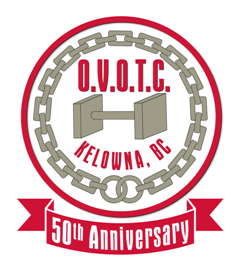 O.V.O.T.C.
KELOWNA, BC
50th Anniversary